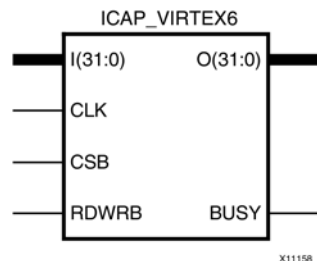 ICAP_VIRTEX6
I(31:0) O(31:0)
CLK
CSB
RDWRB BUSY
X11158